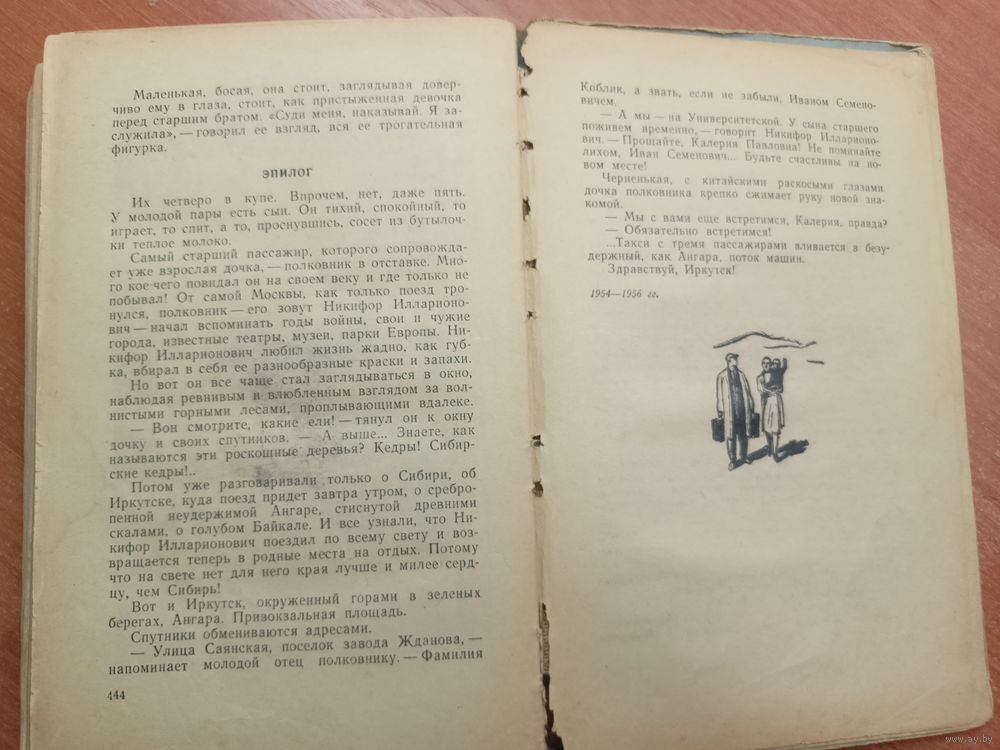 Маленькая, босая, она стоит, заглядывая довер-
чиво ему в глаза, стоит, как пристыженная девочка
перед старшим братом. «Суди меня, наказывай. Я за-
служила», — говорил ее взгляд, вся ее трогательная
фигурка.
ЭПИЛОГ
Их четверо в купе. Впрочем, нет, даже пять.
У молодой пары есть сын. Он тихий, спокойный, то
играет, то спит, а то, проснувшись, сосет из бутылоч-
ки теплое молоко.
Самый старший пассажир, которого сопровожда-
ет уже взрослая дочка, — полковник в отставке. Мно-
го кое-чего повидал он на своем веку и где только не
побывал! От самой Москвы, как только поезд тро-
нулся, полковник — его зовут Никифор Илларионо-
вич — начал вспоминать годы войны, свои и чужие
города, известные театры, музеи, парки Европы. Ни-
кифор Илларионович любил жизнь жадно, как губ-
ка, вбирал в себя ее разнообразные краски и запахи.
Но вот он все чаще стал заглядываться в окно,
наблюдая ревнивым и влюбленным взглядом за вол-
нистыми горными лесами, проплывающими вдалеке.
— Вон смотрите, какие ели! — тянул он к окну
дочку и своих спутников. — А выше... Знаете, как
называются эти роскошные деревья? Кедры! Сибир-
ские кедры!..
Потом уже разговаривали только о Сибири, об
Иркутске, куда поезд придет завтра утром, о сребро-
пенной неудержимой Ангаре, стиснутой древними
скалами, о голубом Байкале. И все узнали, что Ни-
кифор Илларионович поездил по всему свету и воз-
вращается теперь в родные места на отдых. Потому
что на свете нет для него края лучше и милее серд-
цу, чем Сибирь!
Вот и Иркутск, окруженный горами в зеленых
берегах, Ангара. Привокзальная площадь.
Спутники обмениваются адресами.
— Улица Саянская, поселок завода Жданова, —
напоминает молодой отец полковнику. — Фамилия
444
Коблик, а звать, если не забыли, Иваном Семено-
вичем.
— А мы — на Университетской. У сына старшего
поживем временно, — говорит Никифор Илларионо-
вич. — Прощайте, Калерия Павловна! Не поминайте
лихом, Иван Семенович... Будьте счастливы на но-
вом месте!
Черненькая, с китайскими раскосыми глазами
дочка полковника крепко сжимает руку новой зна-
комой.
— Мы с вами еще встретимся, Калерия, правда?
— Обязательно встретимся!
...Такси с тремя пассажирами вливается в безу-
держный, как Ангара, поток машин.
Здравствуй, Иркутск!
1954—1956 гг.
www.ay.by